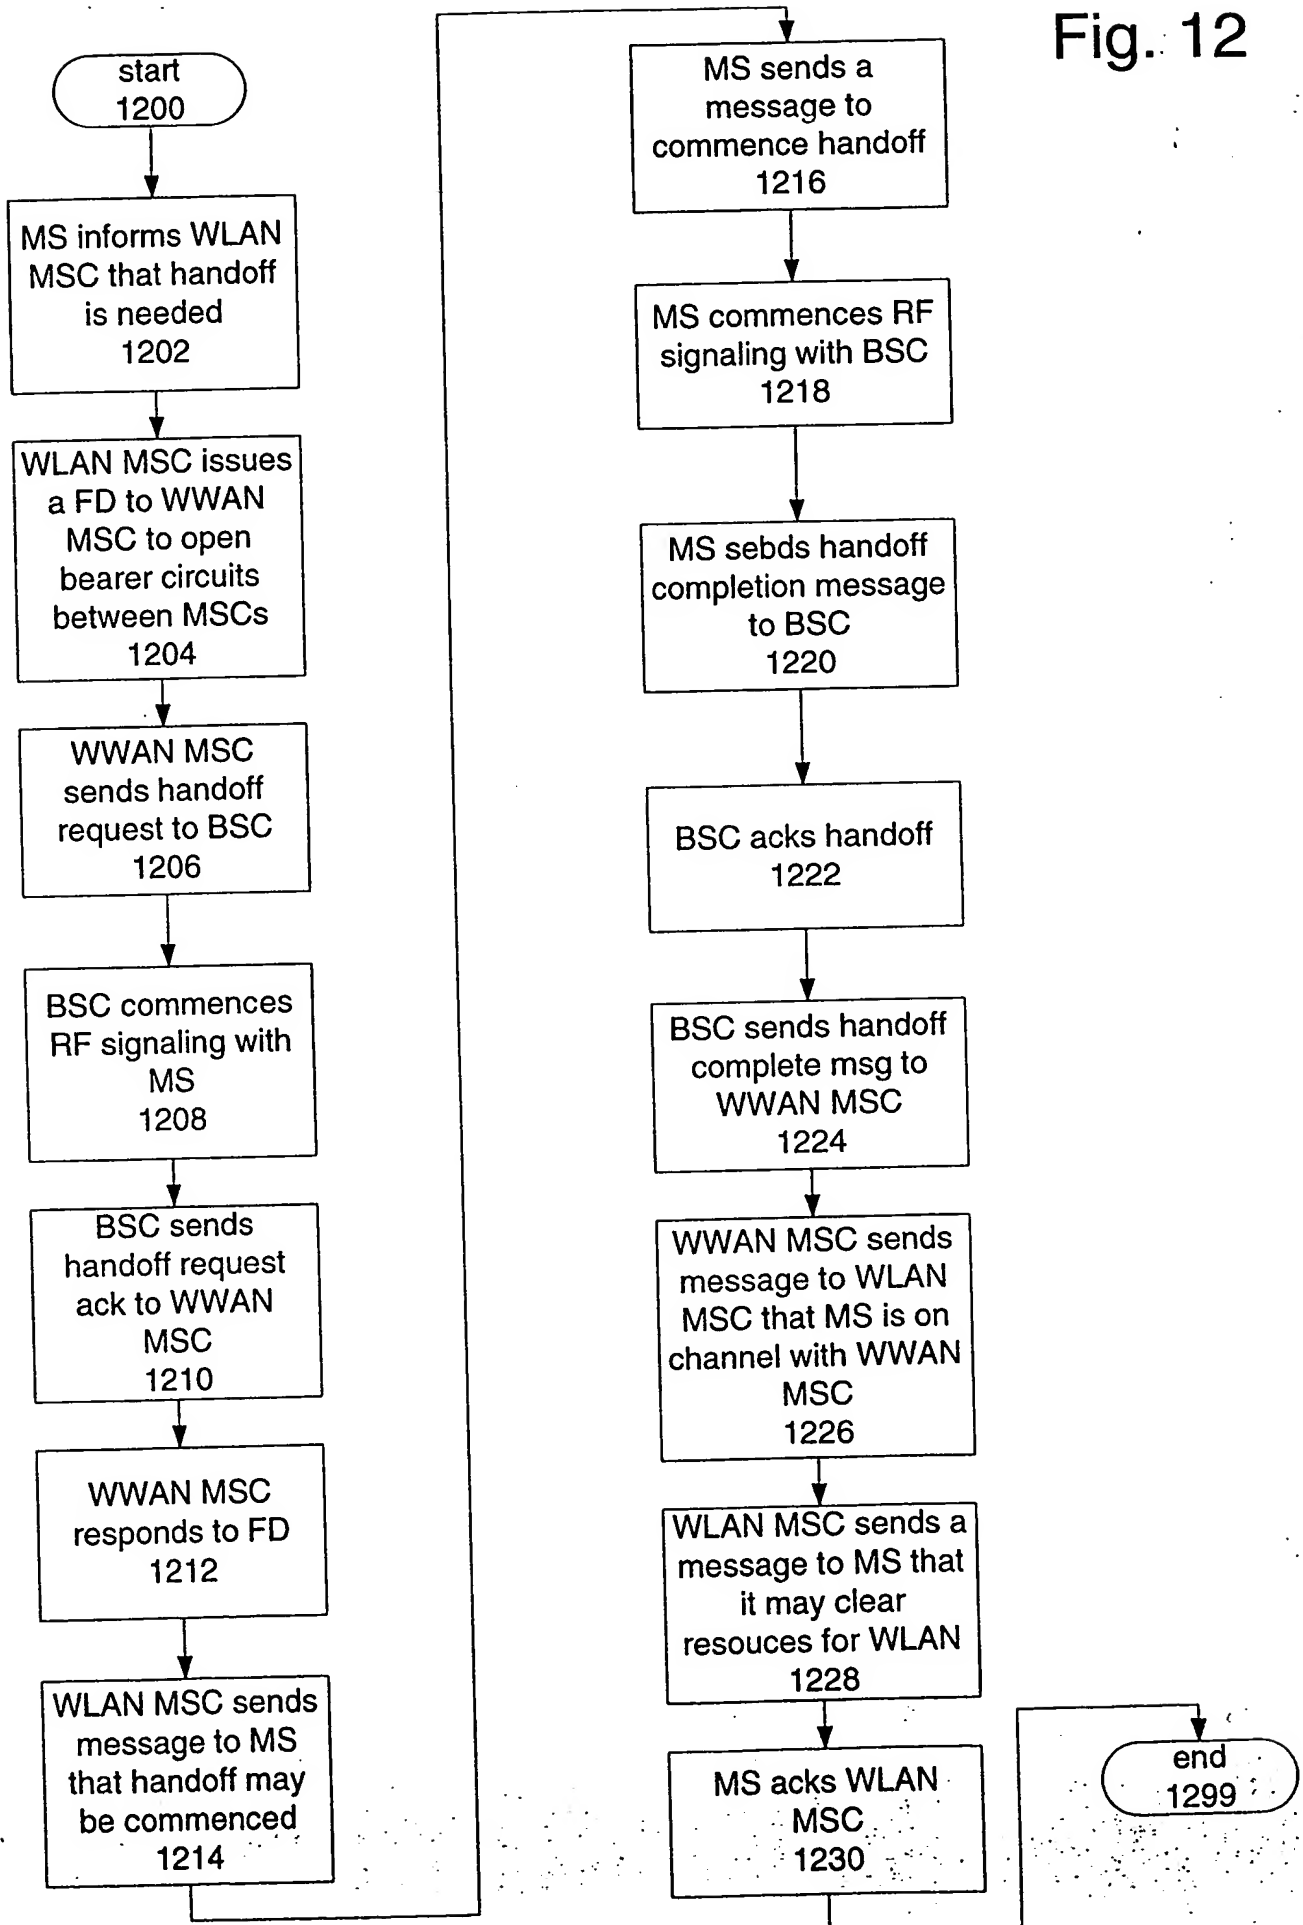 Fig. 12
start
1200
MS informs WLAN
MSC that handoff
is needed
1202
WLAN MSC issues
a FD to WWAN
MSC to open
bearer circuits
between MSCs
1204
WWAN MSC
sends handoff
request to BSC
1206
BSC commences
RF signaling with
MS
1208
BSC sends
handoff request
ack to WWAN
MSC
1210
WWAN MSC
responds to FD
1212
WLAN MSC sends
message to MS
that handoff may
be commenced
1214
MS sends a
message to
commence handoff
1216
MS commences RF
signaling with BSC
1218
MS sebds handoff
completion message
to BSC
1220
BSC acks handoff
1222
BSC sends handoff
complete msg to
WWAN MSC
1224
WWAN MSC sends
message to WLAN
MSC that MS is on
channel with WWAN
MSC
1226
WLAN MSC sends a
message to MS that
it may clear
resouces for WLAN
1228
MS acks WLAN
MSC
1230
end
1299